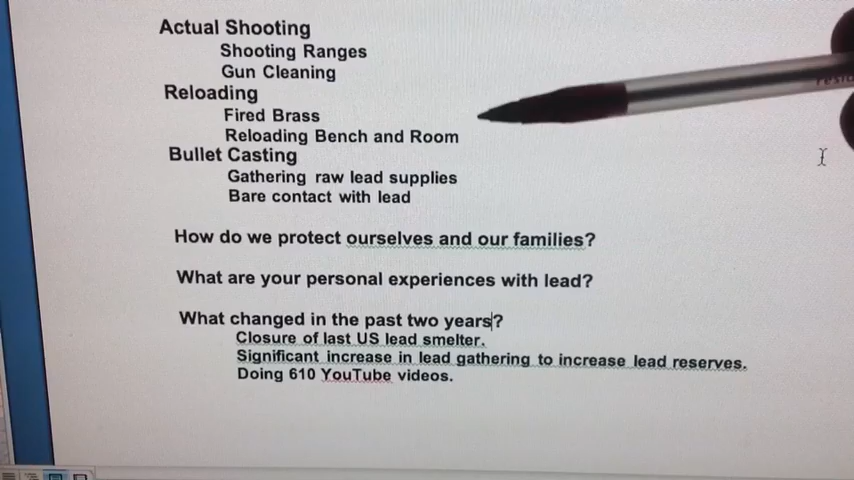 Actual Shooting
Shooting Ranges
Gun Cleaning
Reloading
Fired Brass
Reloading Bench and Room
Bullet Casting
Gathering raw lead supplies
Bare contact with lead
How do we protect ourselves and our families?
What are your personal experiences with lead?
What changed in the past two years?
Closure of last US lead smelter.
Significant increase in lead gathering to increase lead reserves.
Doing 610 YouTube videos.